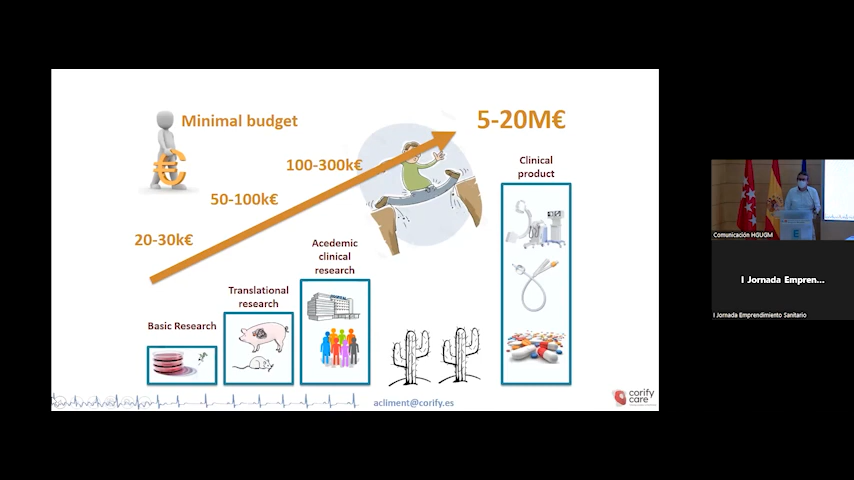 Minimal budget
5-20M€
100-300k€
50-100k€
20-30k€
Clinical
product
Acedemic
clinical
research
Translational
research
Basic Research
HOSPITAL
acliment@corify.es
corify
care
Comunicación HGUGM
E
I Jornada Empren...
I Jornada Emprendimiento Sanitario